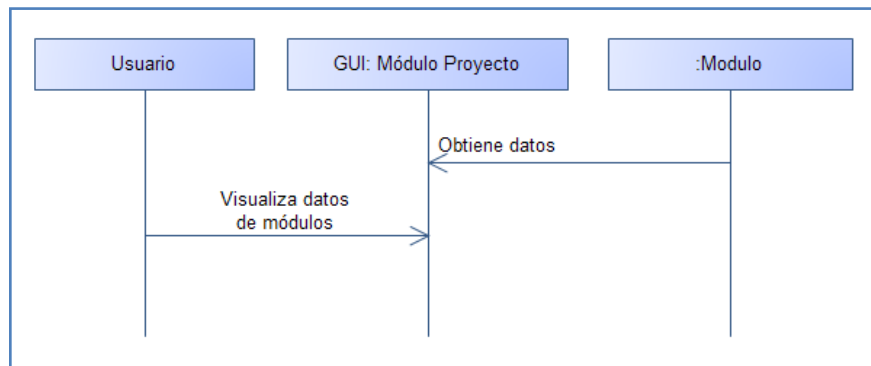 Usuario
GUI: Módulo Proyecto
:Modulo
Obtiene datos
Visualiza datos
de módulos